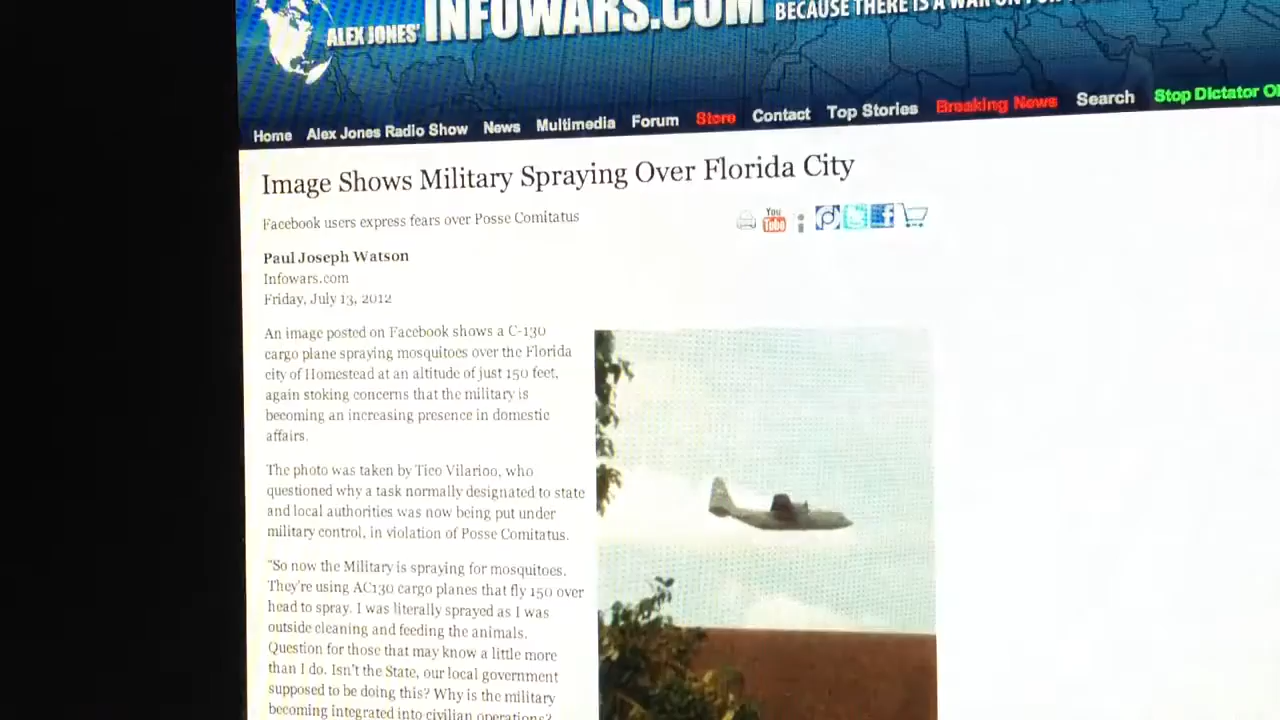 ALEX JONES' INFOWARS.COM BECAUSE THERE IS A WAR ON FOR
Home Alex Jones Radio Show News Multimedia Forum Store Contact Top Stories Breaking News Search Stop Dictator
Image Shows Military Spraying Over Florida City
Facebook users express fears over Posse Comitatus
You
Tube
Paul Joseph Watson
Infowars.com
Friday, July 13, 2012
An image posted on Facebook shows a C-130
cargo plane spraying mosquitoes over the Florida
city of Homestead at an altitude of just 150 feet,
again stoking concerns that the military is
becoming an increasing presence in domestic
affairs.
The photo was taken by Tico Vilarioo, who
questioned why a task normally designated to state
and local authorities was now being put under
military control, in violation of Posse Comitatus.
"So now the Military is spraying for mosquitoes.
They're using AC130 cargo planes that fly 150 over
head to spray. I was literally sprayed as I was
outside cleaning and feeding the animals.
Question for those that may know a little more
than I do. Isn't the State, our local government
supposed to be doing this? Why is the military
becoming integrated into civilian operations?